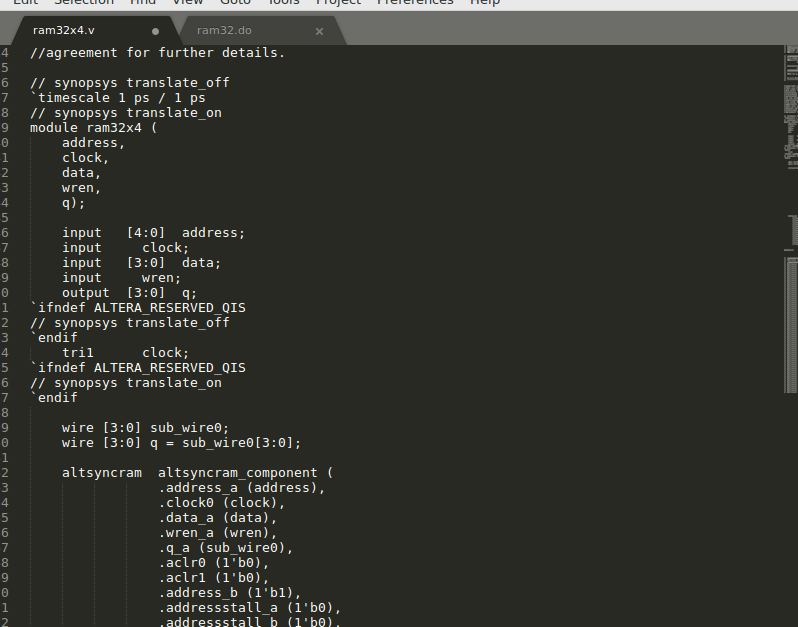 Edit Selection Find View Goto Tools Project Preferences Help
ram32x4.v ram32.do
4 //agreement for further details.
5
6 // synopsys translate_off
7 `timescale 1 ps / 1 ps
8 // synopsys translate_on
9 module ram32x4 (
0     address,
1     clock,
2     data,
3     wren,
4     q);
5
6     input   [4:0]  address;
7     input     clock;
8     input   [3:0]  data;
9     input     wren;
0     output  [3:0]  q;
1 `ifndef ALTERA_RESERVED_QIS
2 // synopsys translate_off
3 `endif
4     tri1      clock;
5 `ifndef ALTERA_RESERVED_QIS
6 // synopsys translate_on
7 `endif
8
9     wire [3:0] sub_wire0;
0     wire [3:0] q = sub_wire0[3:0];
1
2     altsyncram  altsyncram_component (
3                 .address_a (address),
4                 .clock0 (clock),
5                 .data_a (data),
6                 .wren_a (wren),
7                 .q_a (sub_wire0),
8                 .aclr0 (1'b0),
9                 .aclr1 (1'b0),
0                 .address_b (1'b1),
1                 .addressstall_a (1'b0),
2                 .addressstall_b (1'b0),